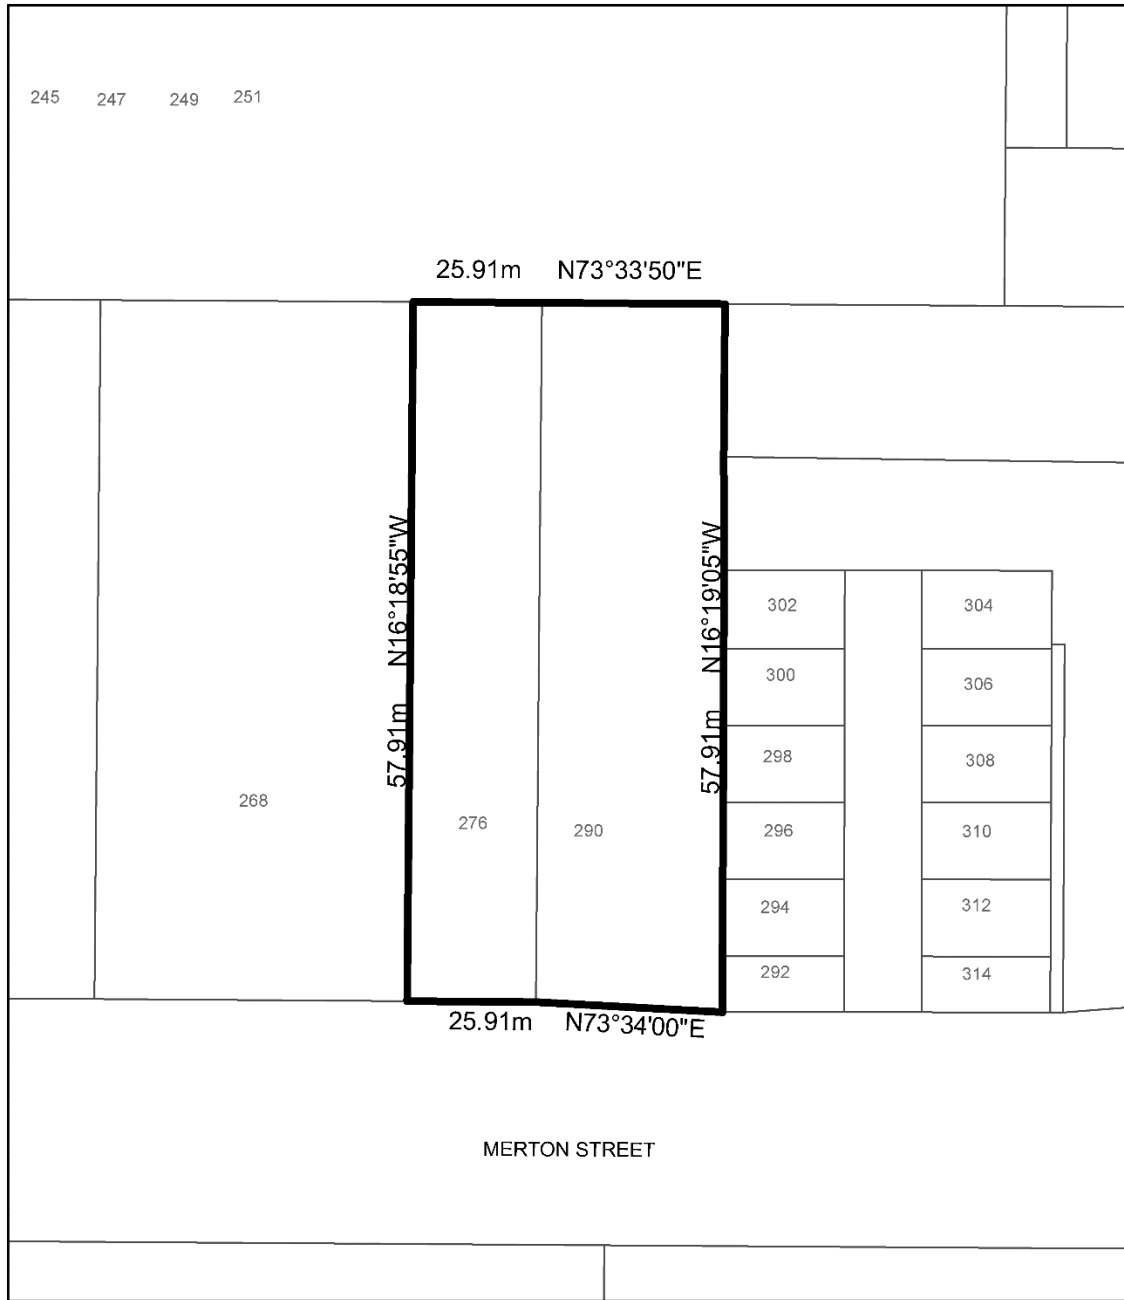 245 247 249 251
25.91m N73°33'50"E
57.91m N16°18'55"W
57.91m N16°19'05"W
302 304
300 306
298 308
268
276 290 296 310
294 312
292 314
25.91m N73°34'00"E
MERTON STREET